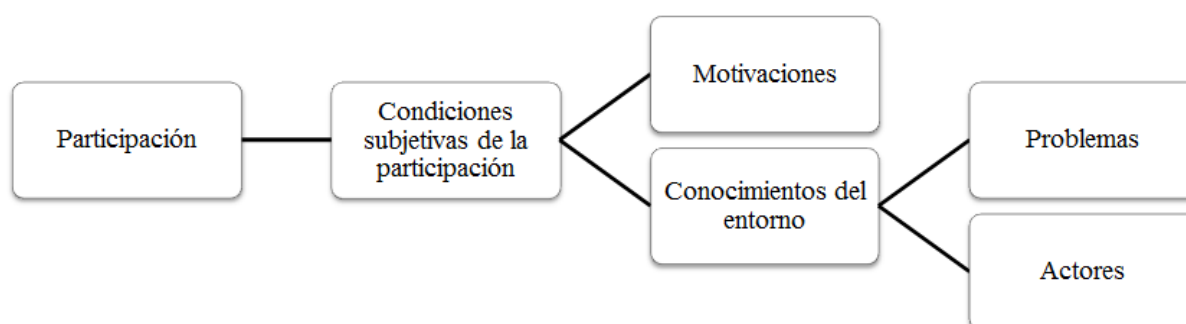 Participación
Condiciones
subjetivas de la
participación
Motivaciones
Conocimientos del
entorno
Problemas
Actores